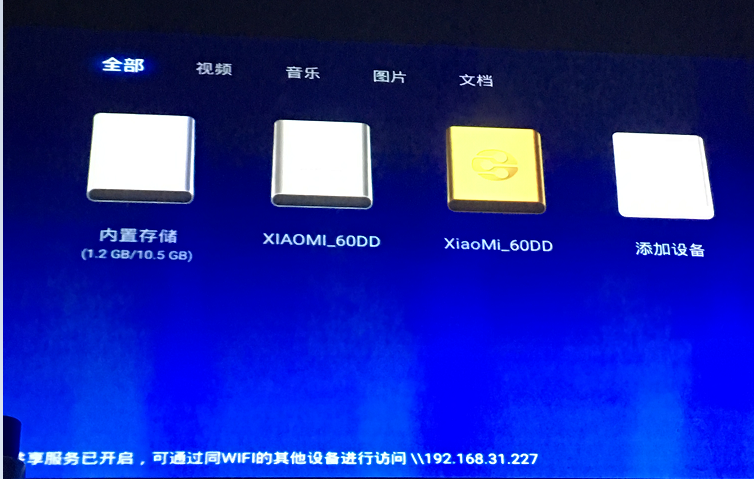 全部 视频 音乐 图片 文档
内置存储 XIAOMI_60DD XiaoMi_60DD 添加设备
(1.2 GB/10.5 GB)
享服务已开启，可通过同WIFI的其他设备进行访问 \\192.168.31.227